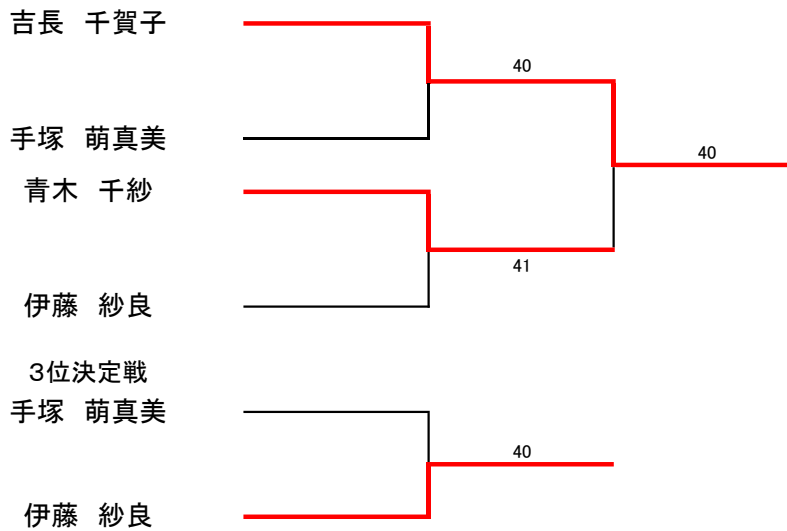 吉長　千賀子
40
手塚　萌真美
40
青木　千紗
41
伊藤　紗良
３位決定戦
手塚　萌真美
40
伊藤　紗良